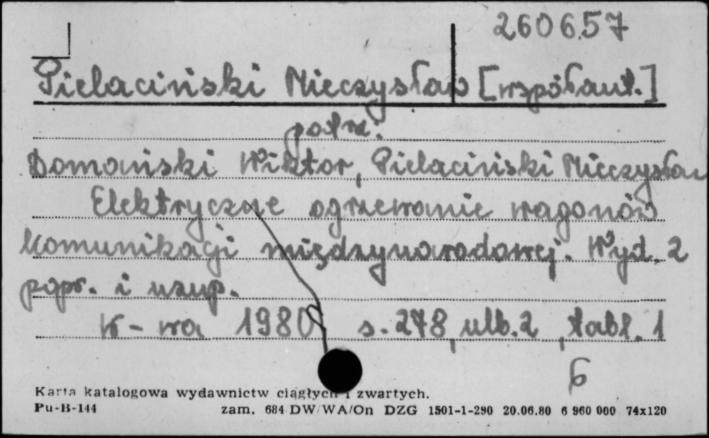 260657
Pielaciński Mieczysław [współaut.]
patrz:
Domański Wiktor, Pielaciński Mieczysław
Elektryczne ogrzewanie wagonów
komunikacji międzynarodowej. Wyd. 2
popr. i uzup.
W-wa 1980 s. 278, ulb. 2, tabl. 1
6
Karta katalogowa wydawnictw ciągłych i zwartych.
Pu-B-144 zam. 684 DW/WA/On DZG 1501-1-290 20.06.80 6 960 000 74x120